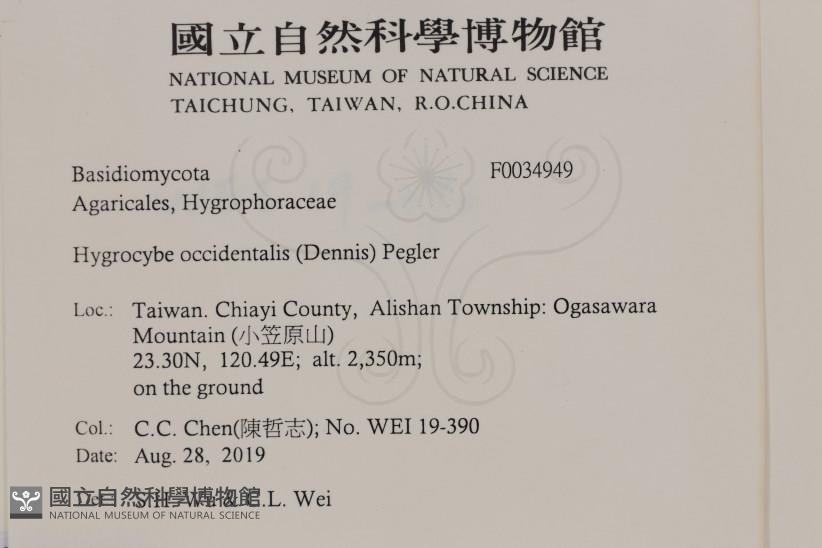 國立自然科學博物館
NATIONAL MUSEUM OF NATURAL SCIENCE
TAICHUNG, TAIWAN, R.O.CHINA
Basidiomycota F0034949
Agaricales, Hygrophoraceae
Hygrocybe occidentalis (Dennis) Pegler
Loc.: Taiwan. Chiayi County, Alishan Township: Ogasawara
Mountain (小笠原山)
23.30N, 120.49E; alt. 2,350m;
on the ground
Col.: C.C. Chen(陳哲志); No. WEI 19-390
Date: Aug. 28, 2019
Wei
國立自然科學博物館
NATIONAL MUSEUM OF NATURAL SCIENCE